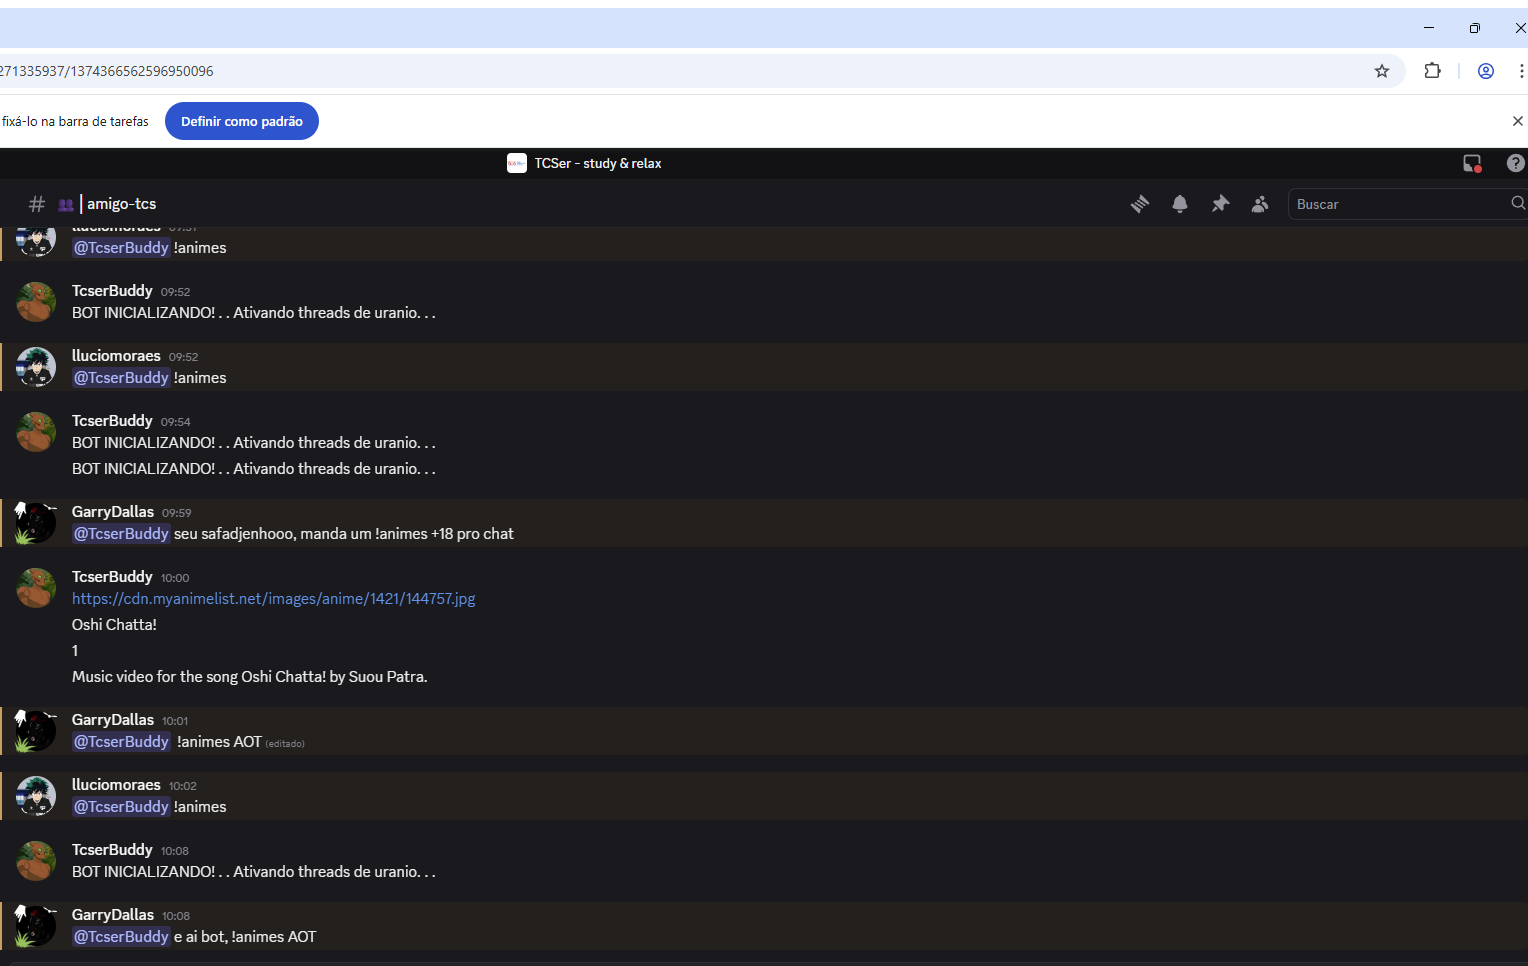 271335937/1374366562596950096
fixá-lo na barra de tarefas
Definir como padrão
TCSer - study & relax
amigo-tcs
Buscar
lluciomoraes 09:51
@TcserBuddy !animes
TcserBuddy 09:52
BOT INICIALIZANDO! . . Ativando threads de uranio. . .
lluciomoraes 09:52
@TcserBuddy !animes
TcserBuddy 09:54
BOT INICIALIZANDO! . . Ativando threads de uranio. . .
BOT INICIALIZANDO! . . Ativando threads de uranio. . .
GarryDallas 09:59
@TcserBuddy seu safadjenhooo, manda um !animes +18 pro chat
TcserBuddy 10:00
https://cdn.myanimelist.net/images/anime/1421/144757.jpg
Oshi Chatta!
1
Music video for the song Oshi Chatta! by Suou Patra.
GarryDallas 10:01
@TcserBuddy !animes AOT (editado)
lluciomoraes 10:02
@TcserBuddy !animes
TcserBuddy 10:08
BOT INICIALIZANDO! . . Ativando threads de uranio. . .
GarryDallas 10:08
@TcserBuddy e ai bot, !animes AOT